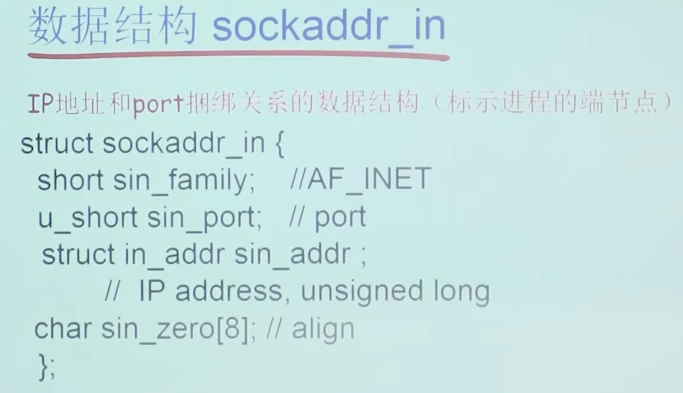 数据结构 sockaddr_in
IP地址和port捆绑关系的数据结构（标示进程的端节点）
struct sockaddr_in {
short sin_family; //AF_INET
u_short sin_port; // port
struct in_addr sin_addr ;
// IP address, unsigned long
char sin_zero[8]; // align
};